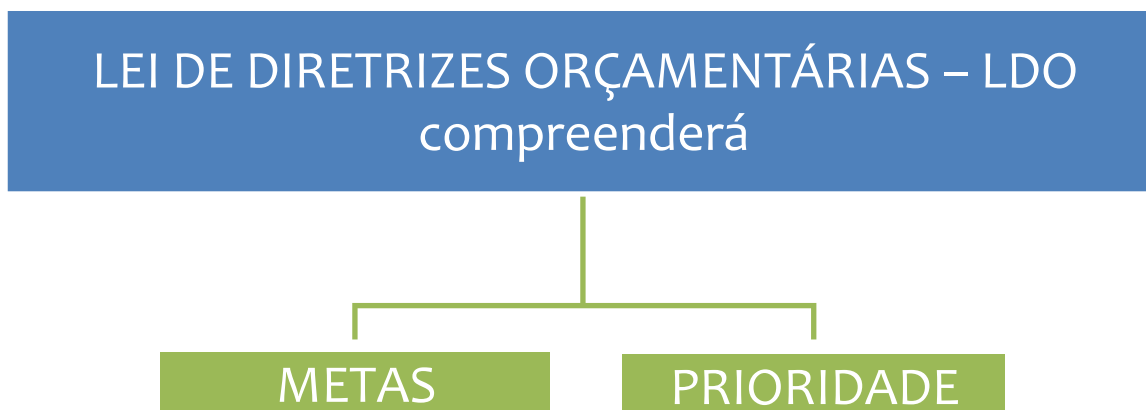 LEI DE DIRETRIZES ORÇAMENTÁRIAS – LDO
compreenderá
METAS
PRIORIDADE